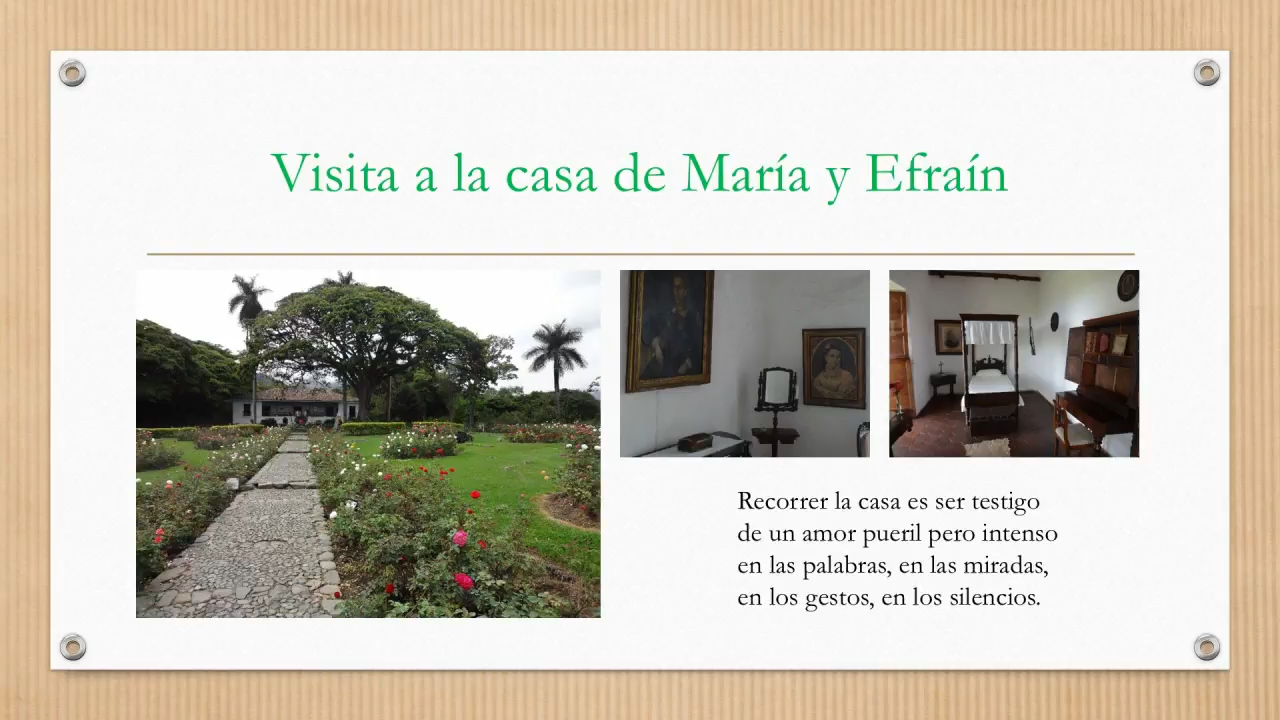 Visita a la casa de María y Efraín
Recorrer la casa es ser testigo
de un amor pueril pero intenso
en las palabras, en las miradas,
en los gestos, en los silencios.